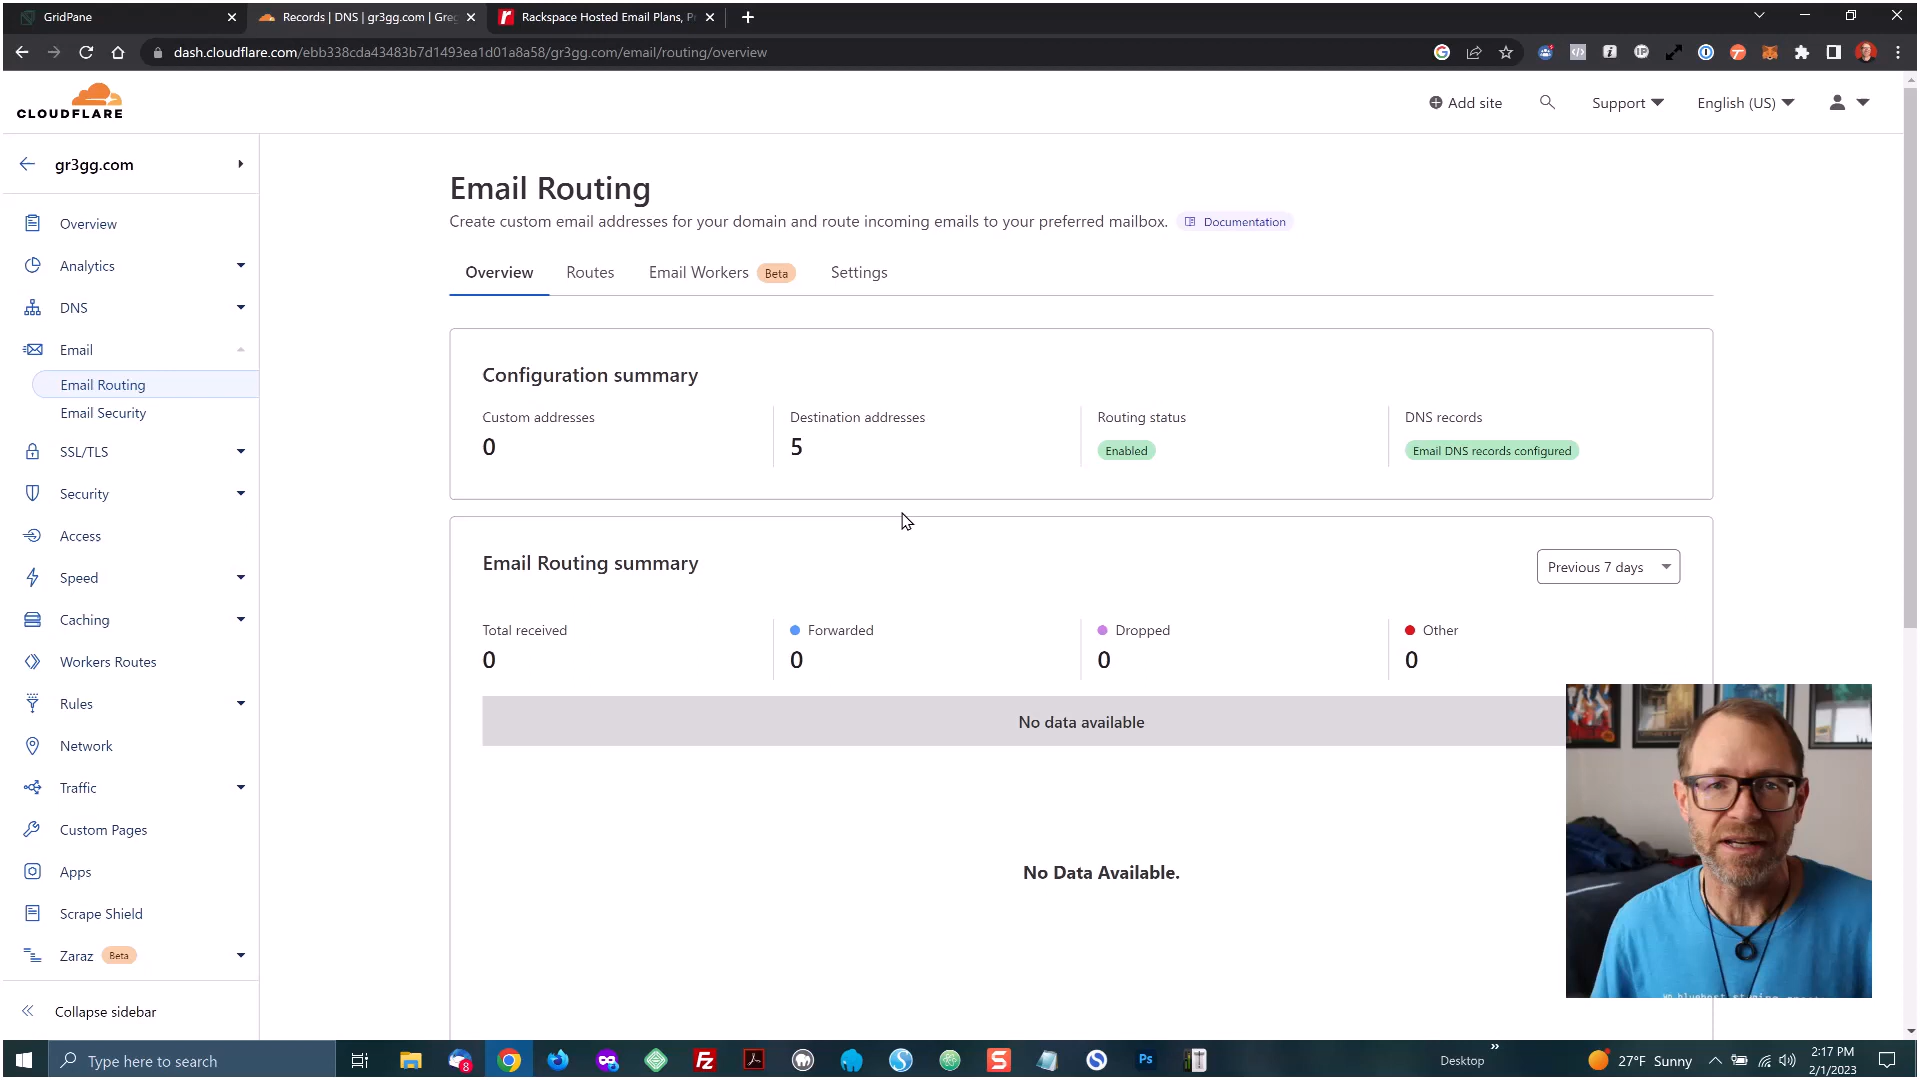 GridPane
Records | DNS | gr3gg.com | Greg
Rackspace Hosted Email Plans, P
dash.cloudflare.com/ebb338cda43483b7d1493ea1d01a8a58/gr3gg.com/email/routing/overview
CLOUDFLARE
Add site
Support
English (US)
gr3gg.com
Overview
Analytics
DNS
Email
Email Routing
Email Security
SSL/TLS
Security
Access
Speed
Caching
Workers Routes
Rules
Network
Traffic
Custom Pages
Apps
Scrape Shield
Zaraz Beta
Collapse sidebar
Email Routing
Create custom email addresses for your domain and route incoming emails to your preferred mailbox. Documentation
Overview Routes Email Workers Beta Settings
Configuration summary
Custom addresses
0
Destination addresses
5
Routing status
Enabled
DNS records
Email DNS records configured
Email Routing summary
Previous 7 days
Total received
0
Forwarded
0
Dropped
0
Other
0
No data available
No Data Available.
Type here to search
8
Ps
Desktop
27°F Sunny
2:17 PM
2/1/2023